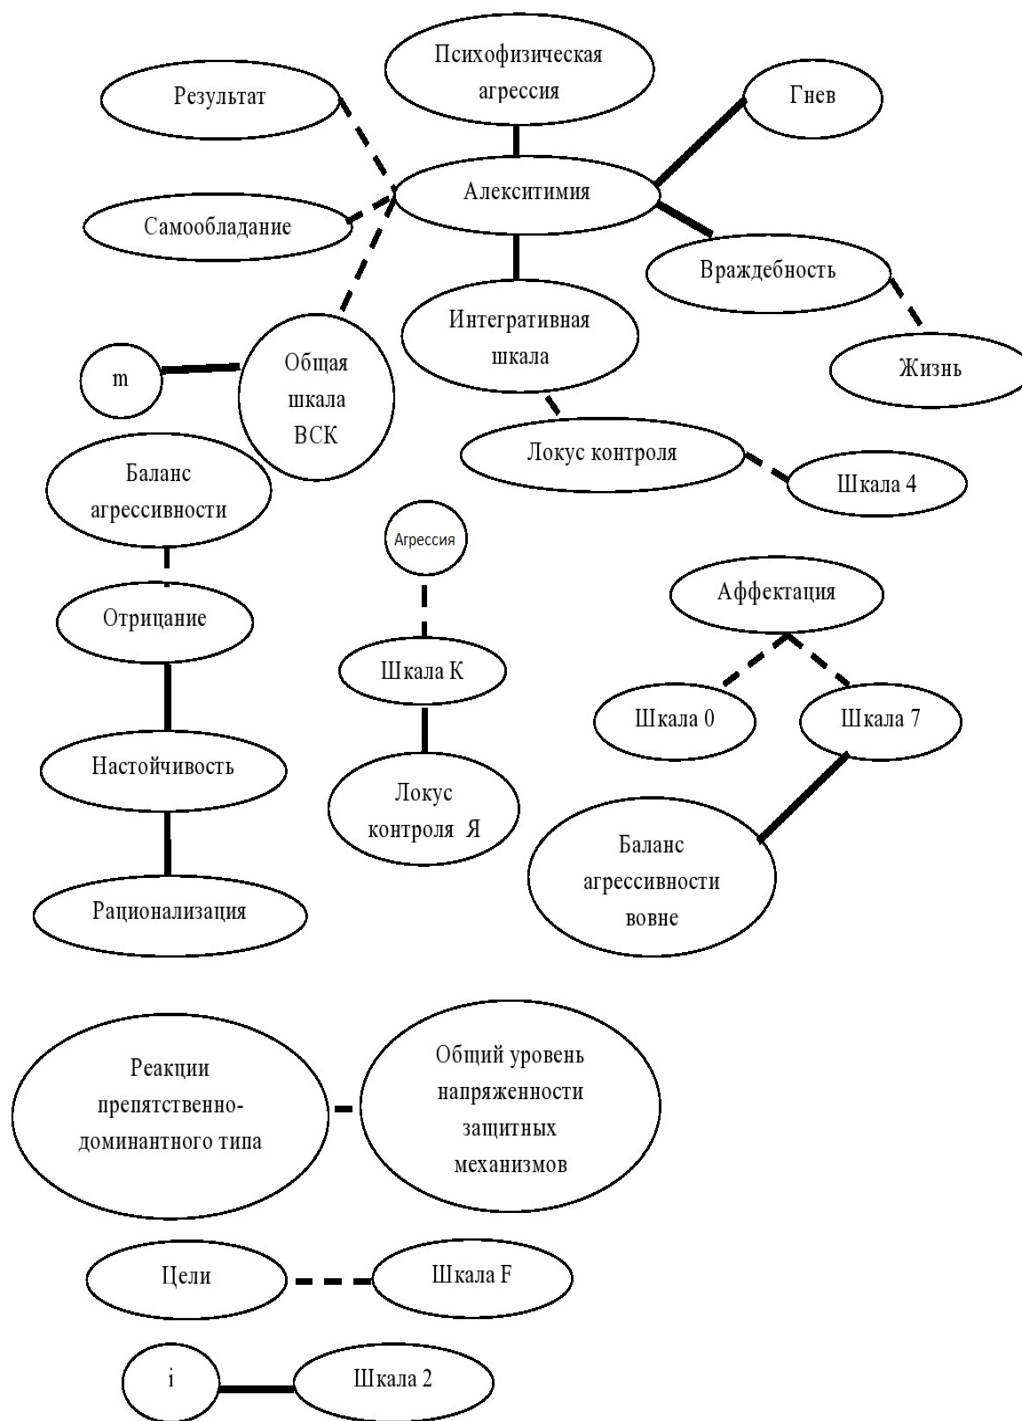 Психофизическая
агрессия
Результат
Гнев
Алекситимия
Самообладание
Враждебность
Интегративная
шкала
Общая
шкала
ВСК
m
Жизнь
Локус контроля
Шкала 4
Баланс
агрессивности
Агрессия
Аффектация
Отрицание
Шкала К
Шкала 0
Шкала 7
Настойчивость
Локус
контроля Я
Баланс
агрессивности
вовне
Рационализация
Реакции
препятственно-
доминантного типа
Общий уровень
напряженности
защитных
механизмов
Цели
Шкала F
i
Шкала 2